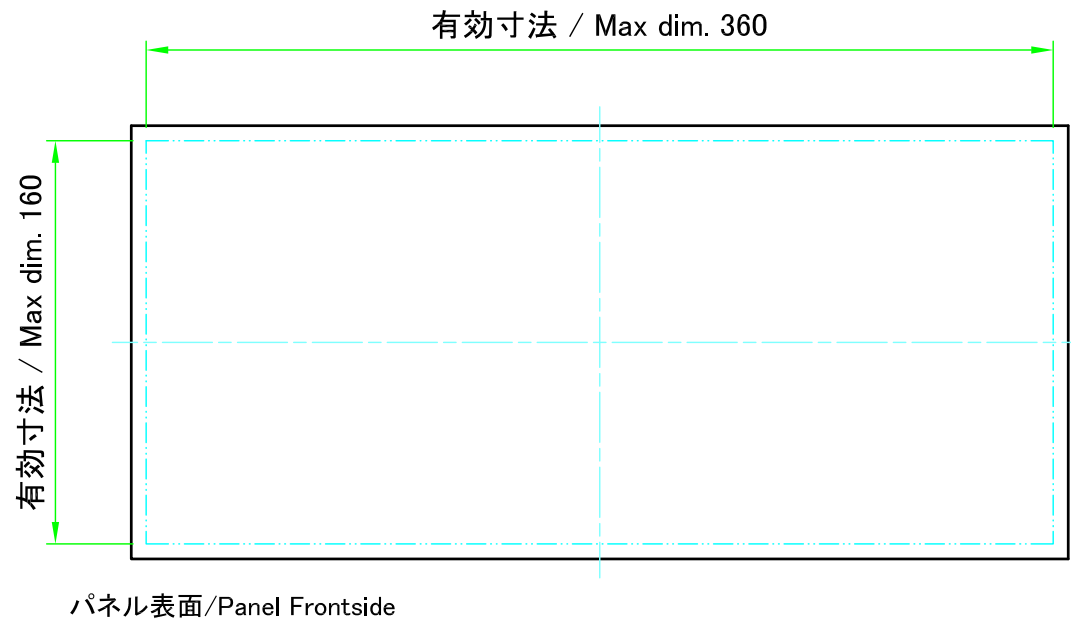 有効寸法 / Max dim. 360
有効寸法 / Max dim. 160
パネル表面/Panel Frontside